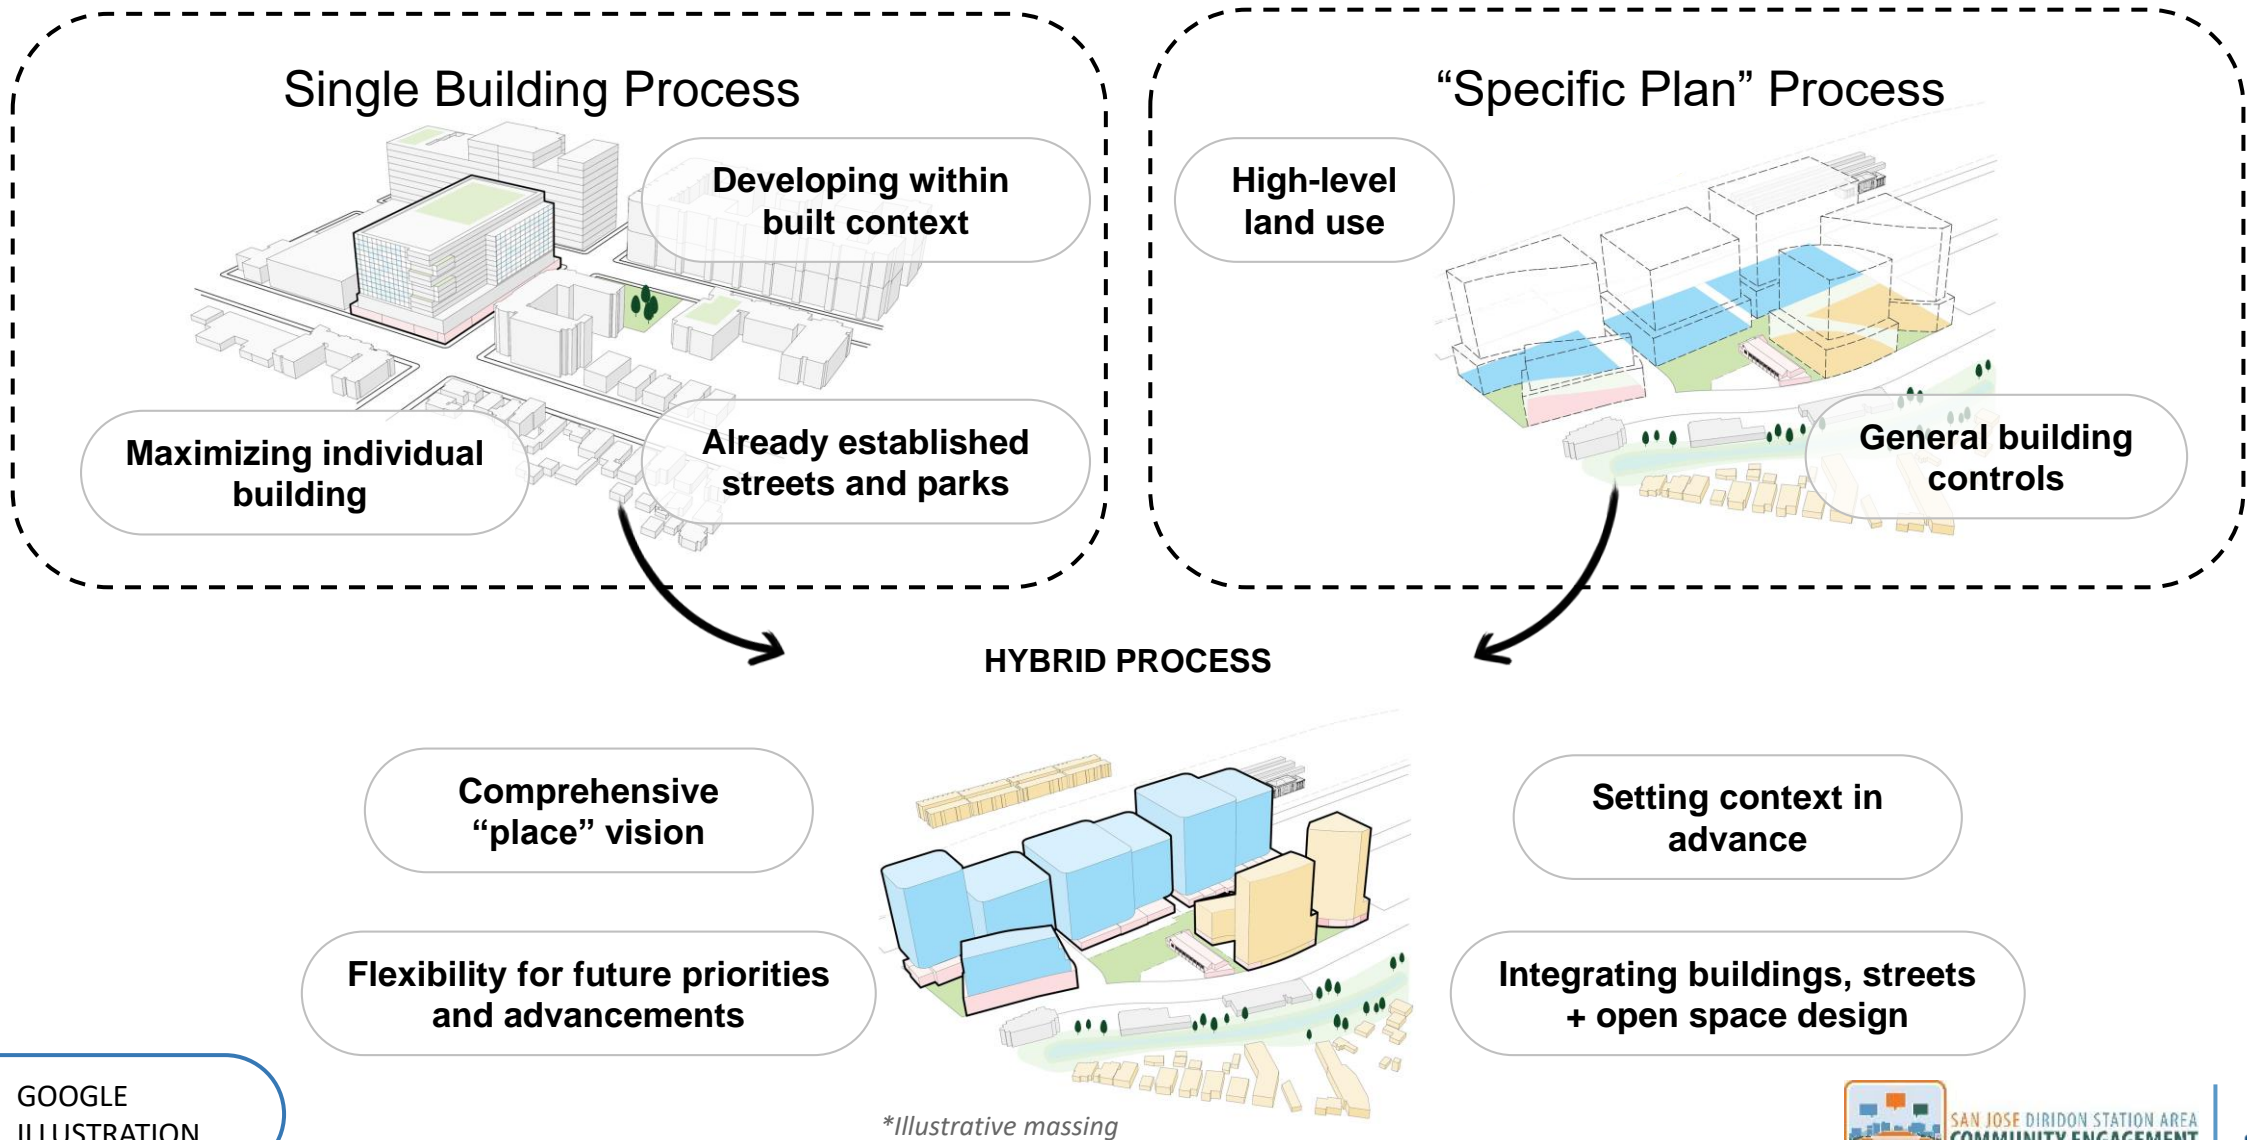 Single Building Process
Developing within
built context
Maximizing individual
building
Already established
streets and parks
“Specific Plan” Process
High-level
land use
General building
controls
HYBRID PROCESS
Comprehensive
“place” vision
Setting context in
advance
Flexibility for future priorities
and advancements
Integrating buildings, streets
+ open space design
*Illustrative massing
GOOGLE
ILLUSTRATION
SAN JOSE DIRIDON STATION AREA
COMMUNITY ENGAGEMENT